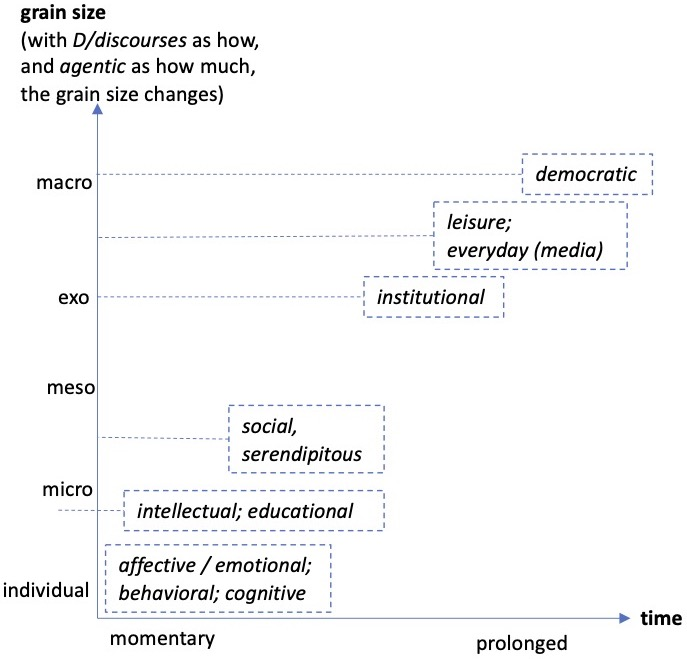 grain size
(with D/discourses as how,
and agentic as how much,
the grain size changes)
macro
democratic
leisure;
everyday (media)
exo
institutional
meso
social,
serendipitous
micro
intellectual; educational
affective / emotional;
behavioral; cognitive
individual
time
momentary
prolonged